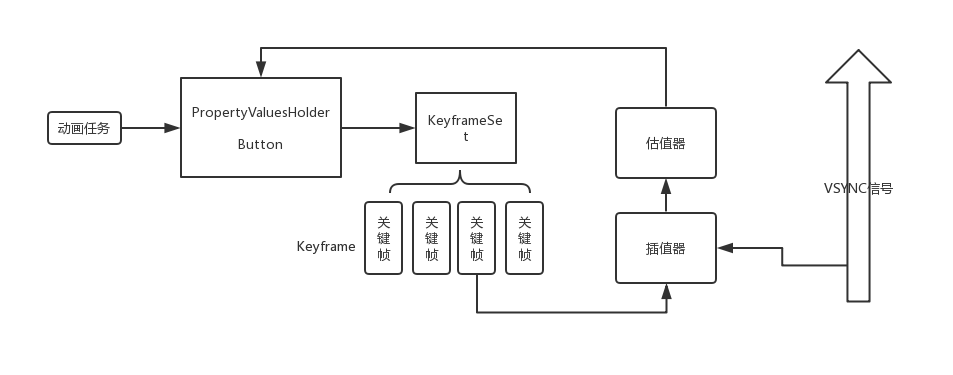 动画任务
PropertyValuesHolder
Button
KeyframeSe
t
估值器
VSYNC信号
Keyframe
关
键
帧
关
键
帧
关
键
帧
关
键
帧
插值器